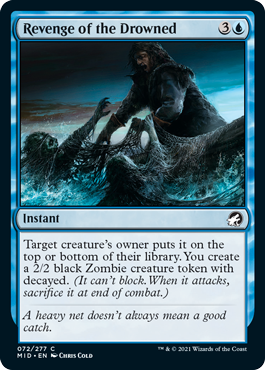 Revenge of the Drowned 3
Instant
Target creature's owner puts it on the
top or bottom of their library. You create
a 2/2 black Zombie creature token with
decayed. (It can't block. When it attacks,
sacrifice it at end of combat.)
A heavy net doesn't always mean a good
catch.
072/277 C
MID • EN Chris Cold
™ & © 2021 Wizards of the Coast